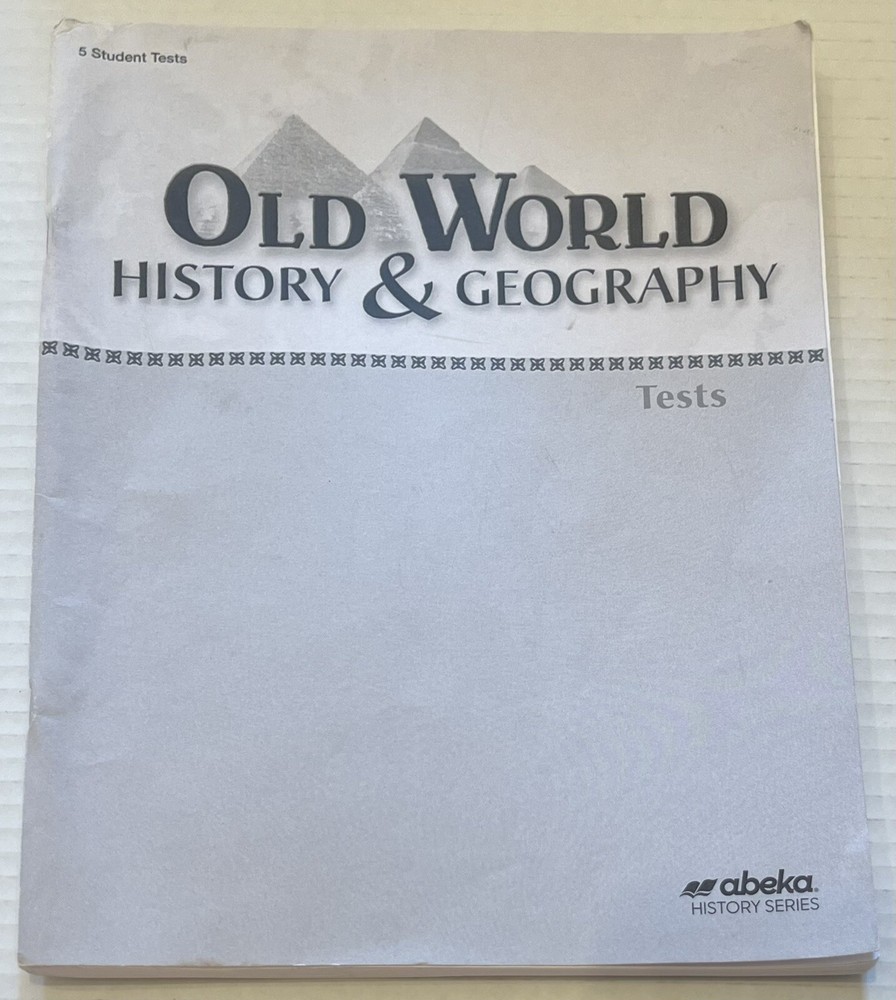 5 Student Tests
OLD WORLD
HISTORY & GEOGRAPHY
Tests
abeka®
HISTORY SERIES